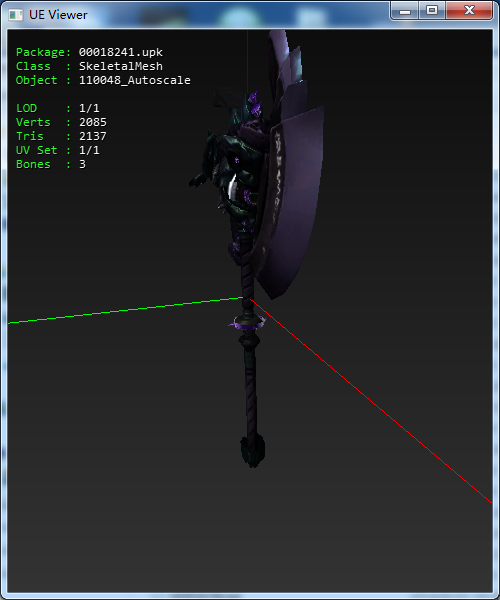 UE Viewer
Package: 00018241.upk
Class : SkeletalMesh
Object : 110048_Autoscale
LOD : 1/1
Verts : 2085
Tris : 2137
UV Set : 1/1
Bones : 3